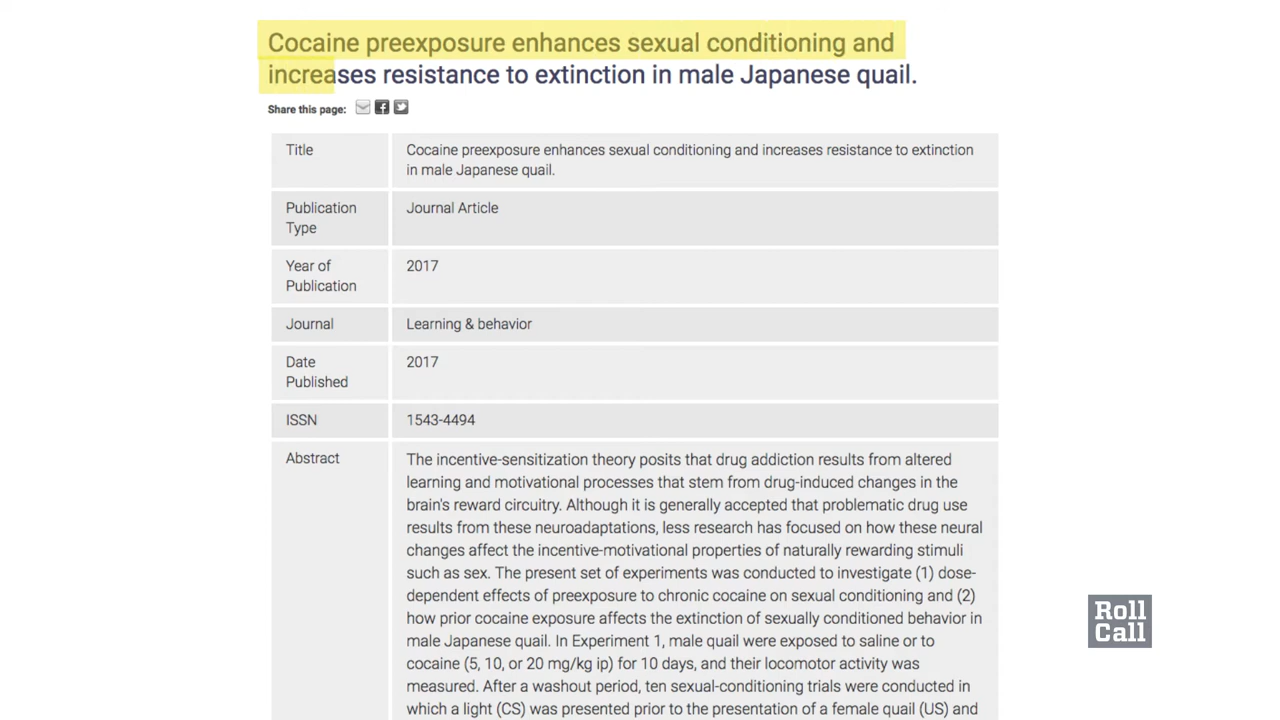 Cocaine preexposure enhances sexual conditioning and
increases resistance to extinction in male Japanese quail.
Share this page:
Title
Cocaine preexposure enhances sexual conditioning and increases resistance to extinction
in male Japanese quail.
Publication
Type
Journal Article
Year of
Publication
2017
Journal
Learning & behavior
Date
Published
2017
ISSN
1543-4494
Abstract
The incentive-sensitization theory posits that drug addiction results from altered
learning and motivational processes that stem from drug-induced changes in the
brain's reward circuitry. Although it is generally accepted that problematic drug use
results from these neuroadaptations, less research has focused on how these neural
changes affect the incentive-motivational properties of naturally rewarding stimuli
such as sex. The present set of experiments was conducted to investigate (1) dose-
dependent effects of preexposure to chronic cocaine on sexual conditioning and (2)
how prior cocaine exposure affects the extinction of sexually conditioned behavior in
male Japanese quail. In Experiment 1, male quail were exposed to saline or to
cocaine (5, 10, or 20 mg/kg ip) for 10 days, and their locomotor activity was
measured. After a washout period, ten sexual-conditioning trials were conducted in
which a light (CS) was presented prior to the presentation of a female quail (US) and
Roll
Call